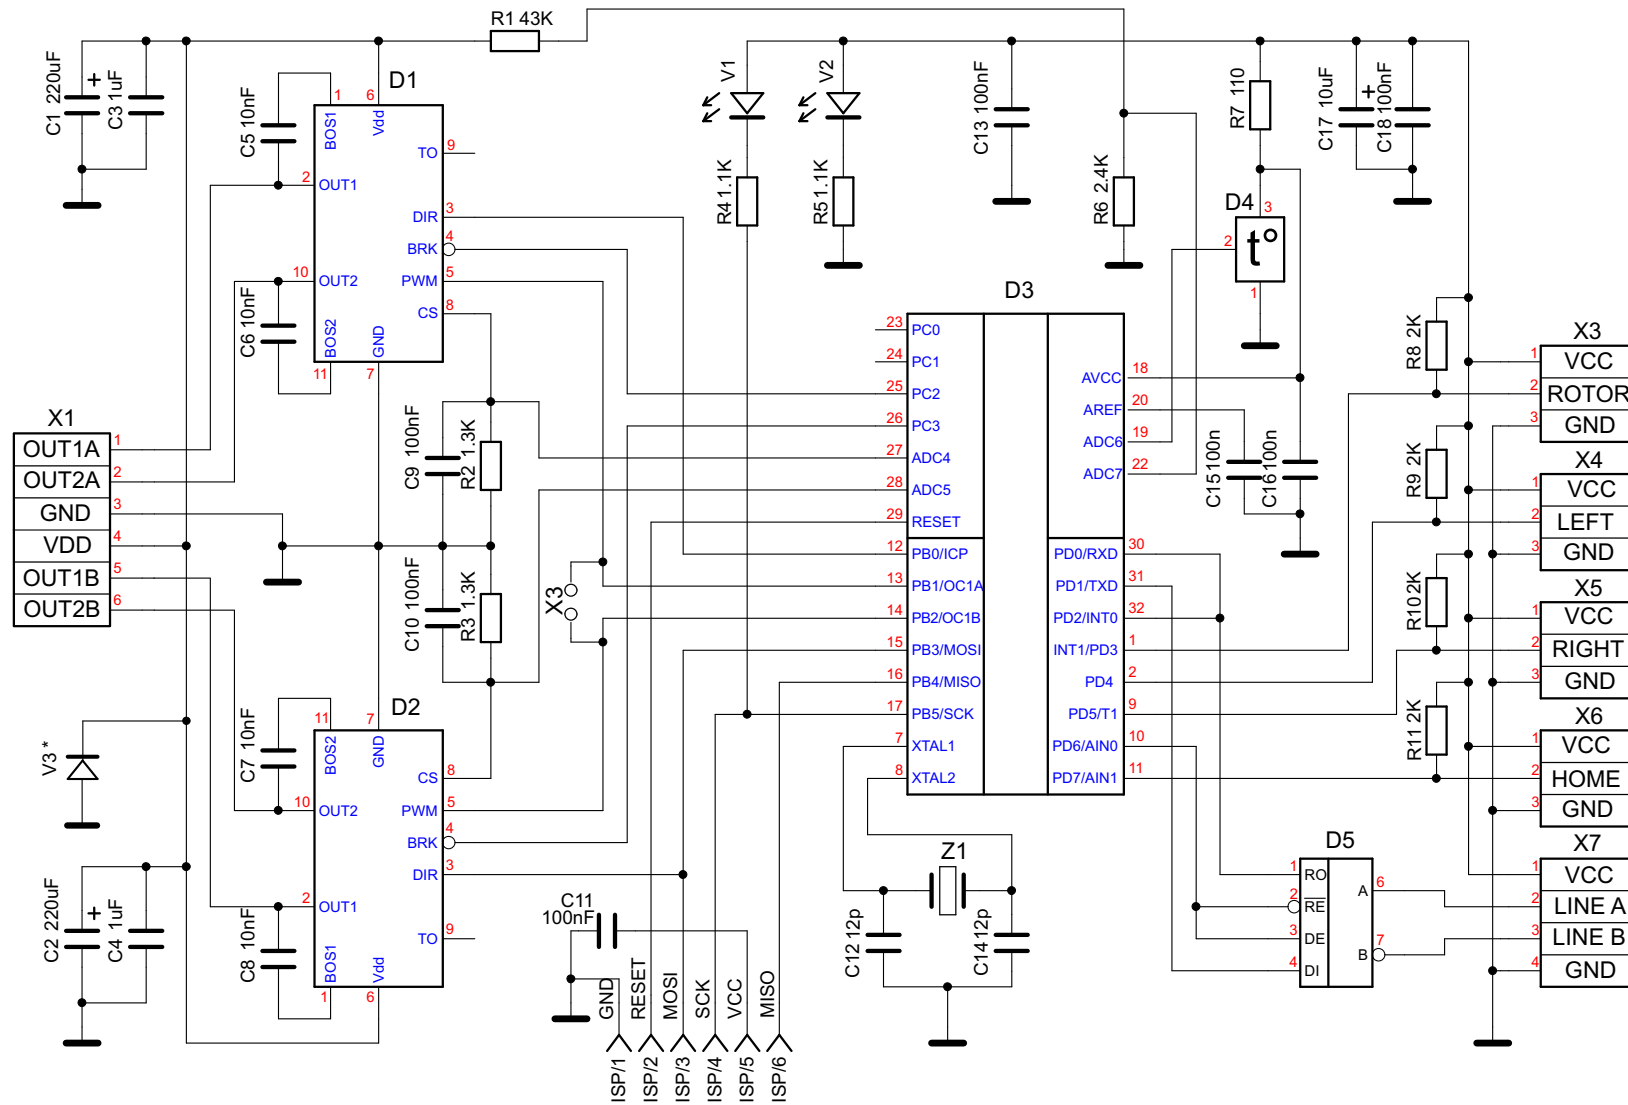 R1 43K
C1 220uF
+
C3 1uF
C5 10nF
D1
1
6
BOS1
Vdd
TO
9
2
OUT1
DIR
3
BRK
4
10
OUT2
PWM
5
CS
8
C6 10nF
BOS2
GND
11
7
V1
V2
R4 1.1K
R5 1.1K
C13 100nF
R6 2.4K
R7 110
C17 10uF
+
C18 100nF
D4
3
2
t°
1
X1
OUT1A
1
OUT2A
2
GND
3
VDD
4
OUT1B
5
OUT2B
6
C9 100nF
R2 1.3K
C10 100nF
R3 1.3K
X3
D3
23
PC0
24
PC1
25
PC2
26
PC3
27
ADC4
28
ADC5
29
RESET
12
PB0/ICP
13
PB1/OC1A
14
PB2/OC1B
15
PB3/MOSI
16
PB4/MISO
17
PB5/SCK
7
XTAL1
8
XTAL2
AVCC
18
AREF
20
ADC6
19
ADC7
22
PD0/RXD
30
PD1/TXD
31
PD2/INT0
32
INT1/PD3
1
PD4
2
PD5/T1
9
PD6/AIN0
10
PD7/AIN1
11
C15 100n
C16 100n
R8 2K
R9 2K
R10 2K
R11 2K
X3
1
VCC
2
ROTOR
3
GND
X4
1
VCC
2
LEFT
3
GND
X5
1
VCC
2
RIGHT
3
GND
X6
1
VCC
2
HOME
3
GND
X7
1
VCC
2
LINE A
3
LINE B
4
GND
V3 *
C7 10nF
D2
11
7
BOS2
GND
CS
8
10
OUT2
PWM
5
BRK
4
DIR
3
2
OUT1
TO
9
BOS1
Vdd
1
6
C8 10nF
C2 220uF
+
C4 1uF
C11
100nF
GND
RESET
MOSI
SCK
VCC
MISO
ISP/1
ISP/2
ISP/3
ISP/4
ISP/5
ISP/6
Z1
C12 12p
C14 12p
D5
1
RO
2
RE
3
DE
4
DI
A
6
B
7